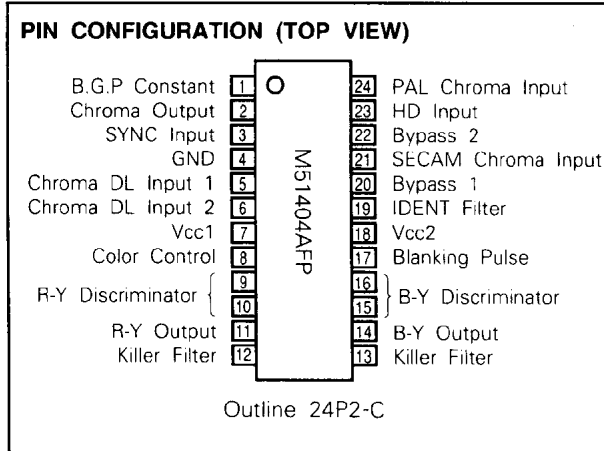 PIN CONFIGURATION (TOP VIEW)
B.G.P Constant 1 24 PAL Chroma Input
Chroma Output 2 23 HD Input
SYNC Input 3 22 Bypass 2
GND 4 21 SECAM Chroma Input
Chroma DL Input 1 5 20 Bypass 1
Chroma DL Input 2 6 19 IDENT Filter
Vcc1 7 18 Vcc2
Color Control 8 17 Blanking Pulse
9 16
R-Y Discriminator B-Y Discriminator
10 15
R-Y Output 11 14 B-Y Output
Killer Filter 12 13 Killer Filter
M51404AFP
Outline 24P2-C